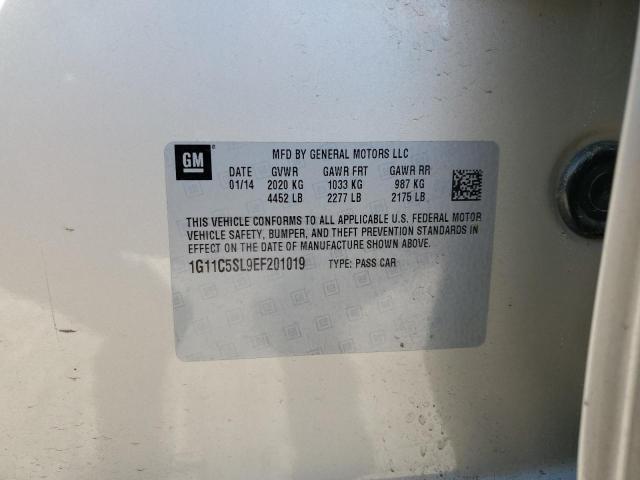 GM
MFD BY GENERAL MOTORS LLC
DATE GVWR GAWR FRT GAWR RR
01/14 2020 KG 1033 KG 987 KG
4452 LB 2277 LB 2175 LB
THIS VEHICLE CONFORMS TO ALL APPLICABLE U.S. FEDERAL MOTOR
VEHICLE SAFETY, BUMPER, AND THEFT PREVENTION STANDARDS IN
EFFECT ON THE DATE OF MANUFACTURE SHOWN ABOVE.
1G11C5SL9EF201019 TYPE: PASS CAR